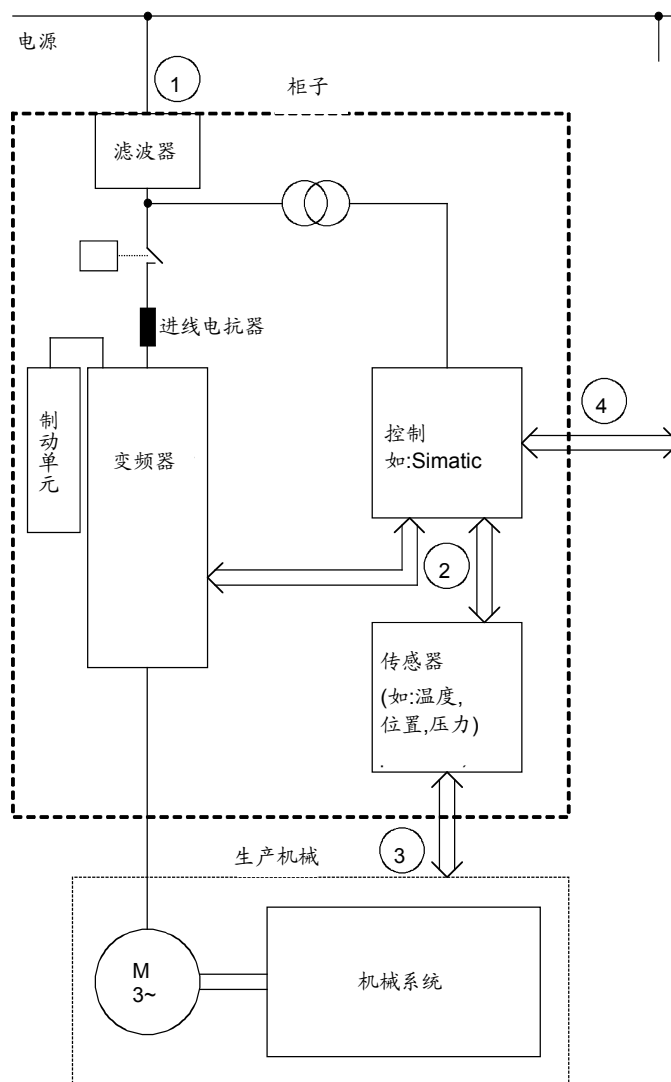 电源
1
柜子
滤波器
进线电抗器
制
动
单
元
变频器
控制
如:Simatic
4
2
传感器
(如:温度,
位置,压力)
生产机械
3
M
3~
机械系统